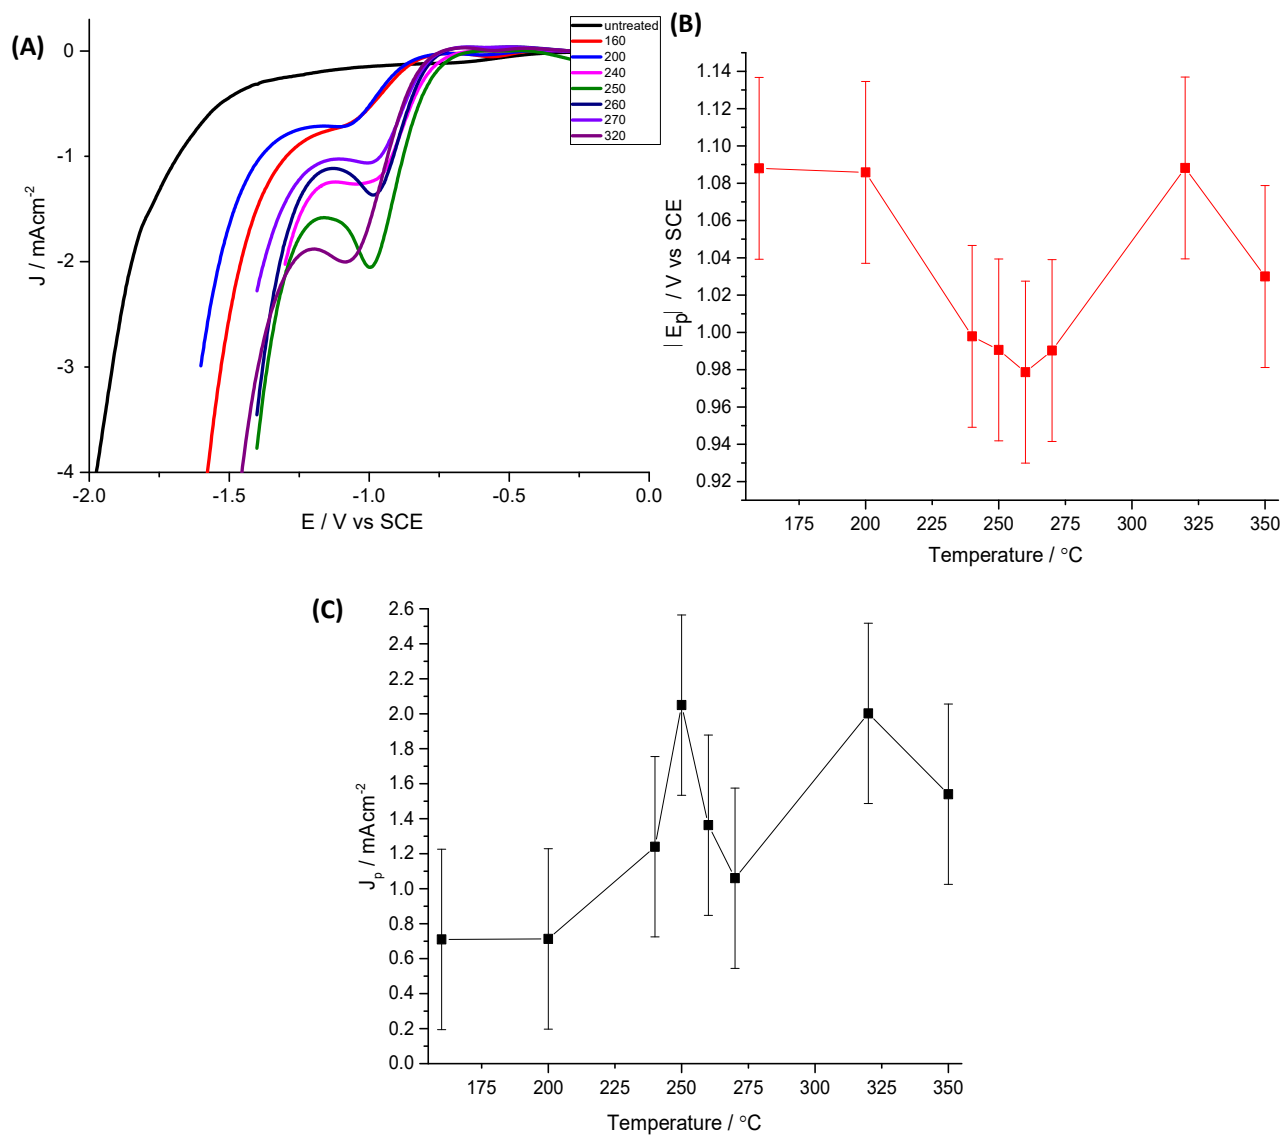 (A)
untreated
160
200
240
250
260
270
320
0
-1
-2
-3
-4
J / mAcm-2
-2.0 -1.5 -1.0 -0.5 0.0
E / V vs SCE
(B)
1.14
1.12
1.10
1.08
1.06
1.04
1.02
1.00
0.98
0.96
0.94
0.92
|Ep| / V vs SCE
175 200 225 250 275 300 325 350
Temperature / °C
(C)
2.6
2.4
2.2
2.0
1.8
1.6
1.4
1.2
1.0
0.8
0.6
0.4
0.2
0.0
Jp / mAcm-2
175 200 225 250 275 300 325 350
Temperature / °C